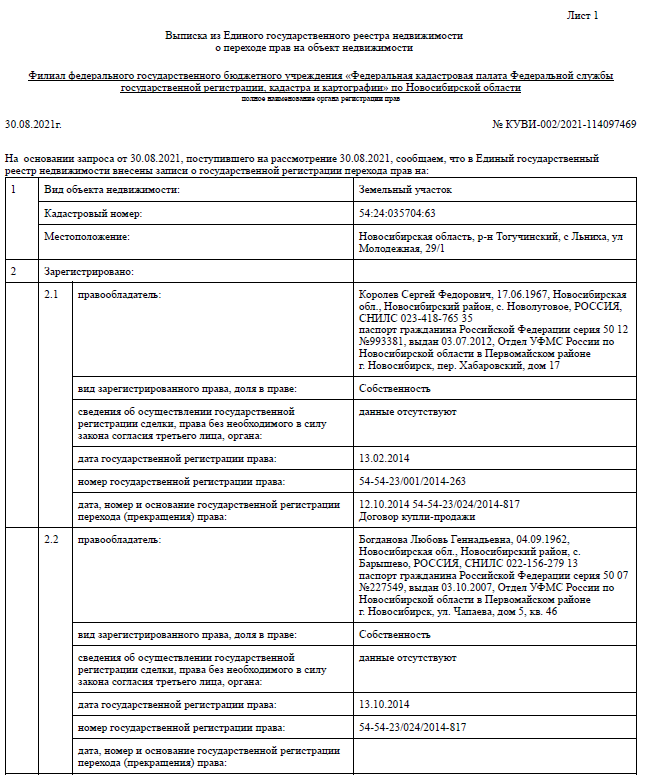 Лист 1
Выписка из Единого государственного реестра недвижимости
о переходе прав на объект недвижимости
Филиал федерального государственного бюджетного учреждения «Федеральная кадастровая палата Федеральной службы
государственной регистрации, кадастра и картографии» по Новосибирской области
полное наименование органа регистрации прав
30.08.2021г.
№ КУВИ-002/2021-114097469
На основании запроса от 30.08.2021, поступившего на рассмотрение 30.08.2021, сообщаем, что в Единый государственный
реестр недвижимости внесены записи о государственной регистрации перехода прав на:
1
Вид объекта недвижимости:
Земельный участок
Кадастровый номер:
54:24:035704:63
Местоположение:
Новосибирская область, р-н Тогучинский, с Льниха, ул
Молодежная, 29/1
2
Зарегистрировано:
2.1
правообладатель:
Королев Сергей Федорович, 17.06.1967, Новосибирская
обл., Новосибирский район, с. Новолуговое, РОССИЯ,
СНИЛС 023-418-765 35
паспорт гражданина Российской Федерации серия 50 12
№993381, выдан 03.07.2012, Отдел УФМС России по
Новосибирской области в Первомайском районе
г. Новосибирск, пер. Хабаровский, дом 17
вид зарегистрированного права, доля в праве:
Собственность
сведения об осуществлении государственной
регистрации сделки, права без необходимого в силу
закона согласия третьего лица, органа:
данные отсутствуют
дата государственной регистрации права:
13.02.2014
номер государственной регистрации права:
54-54-23/001/2014-263
дата, номер и основание государственной регистрации
перехода (прекращения) права:
12.10.2014 54-54-23/024/2014-817
Договор купли-продажи
2.2
правообладатель:
Богданова Любовь Геннадьевна, 04.09.1962,
Новосибирская обл., Новосибирский район, с.
Барышево, РОССИЯ, СНИЛС 022-156-279 13
паспорт гражданина Российской Федерации серия 50 07
№227549, выдан 03.10.2007, Отдел УФМС России по
Новосибирской области в Первомайском районе
г. Новосибирск, ул. Чапаева, дом 5, кв. 46
вид зарегистрированного права, доля в праве:
Собственность
сведения об осуществлении государственной
регистрации сделки, права без необходимого в силу
закона согласия третьего лица, органа:
данные отсутствуют
дата государственной регистрации права:
13.10.2014
номер государственной регистрации права:
54-54-23/024/2014-817
дата, номер и основание государственной регистрации
перехода (прекращения) права: